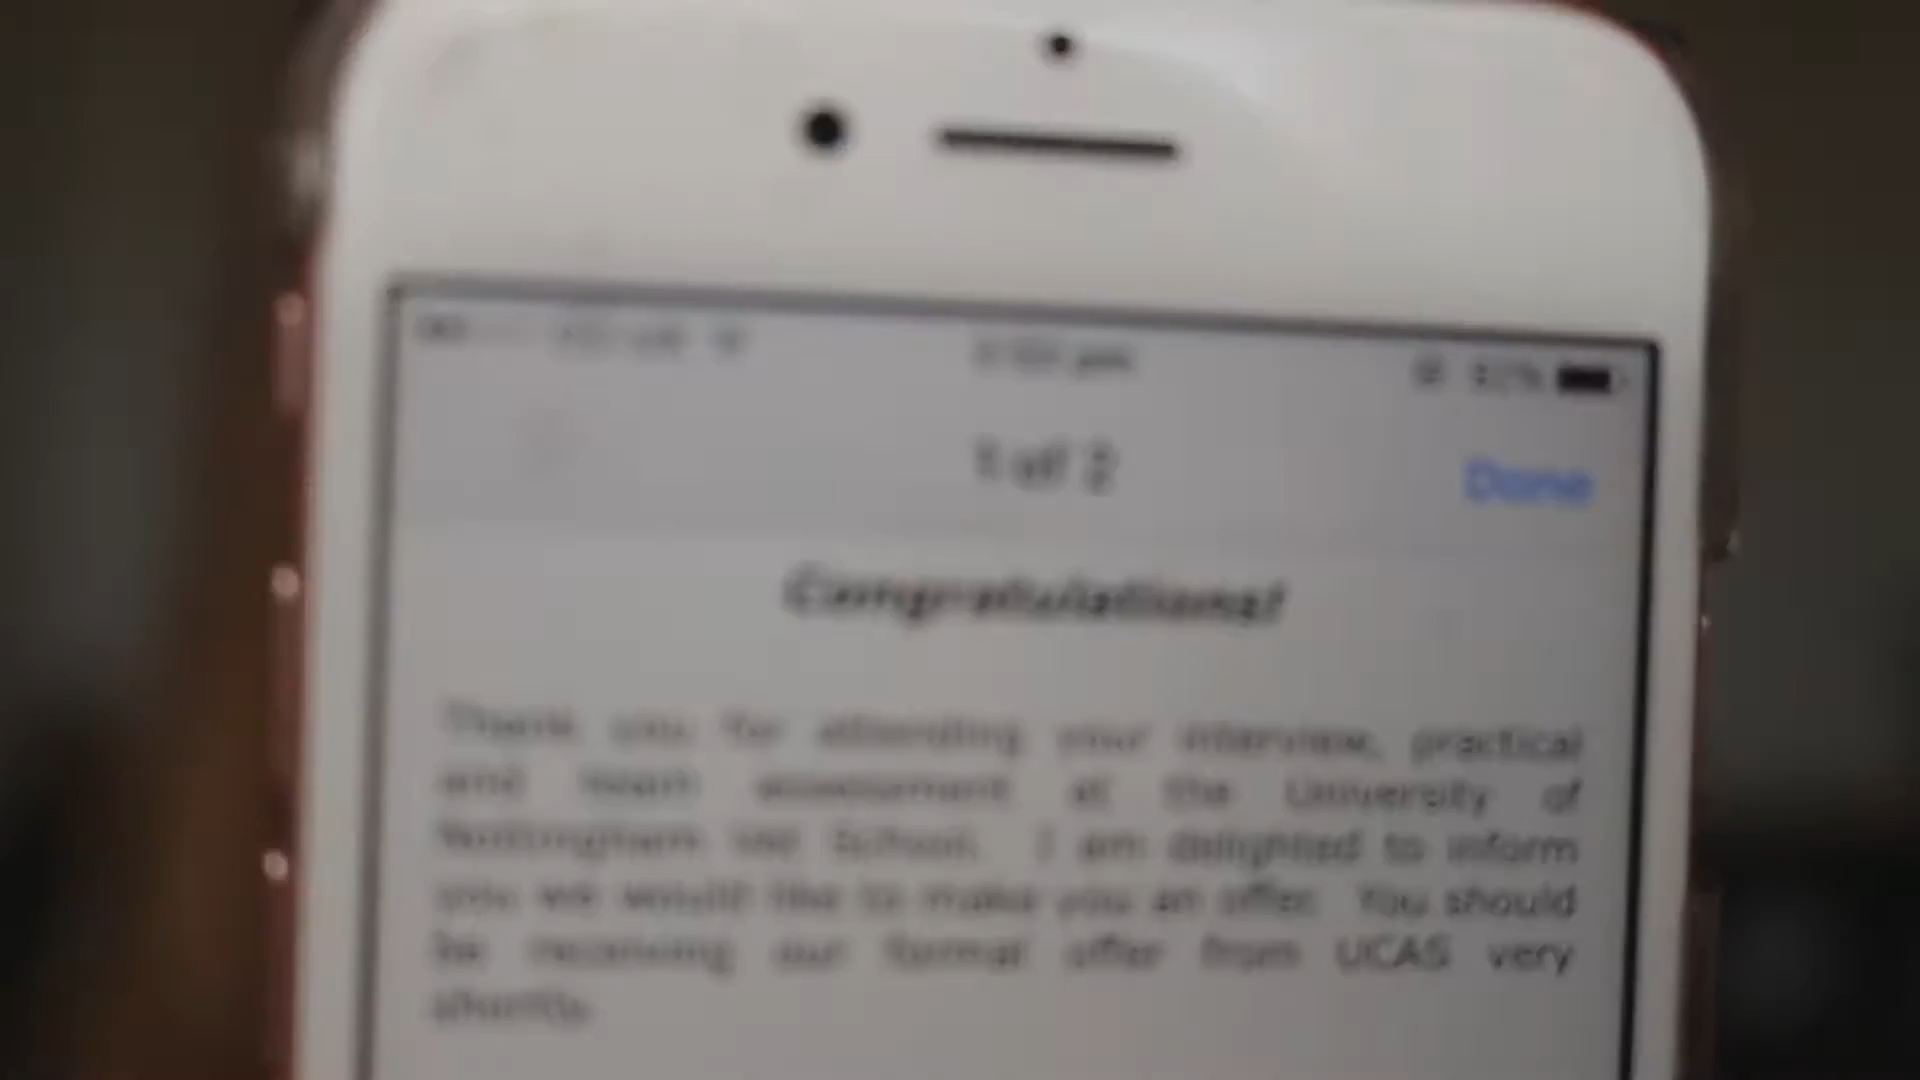 1 of 2
Done
Congratulations!
Thank you for attending your interview, practical
and team assessment at the University of
Nottingham Vet School. I am delighted to inform
you we would like to make you an offer. You should
be receiving our formal offer from UCAS very
shortly.